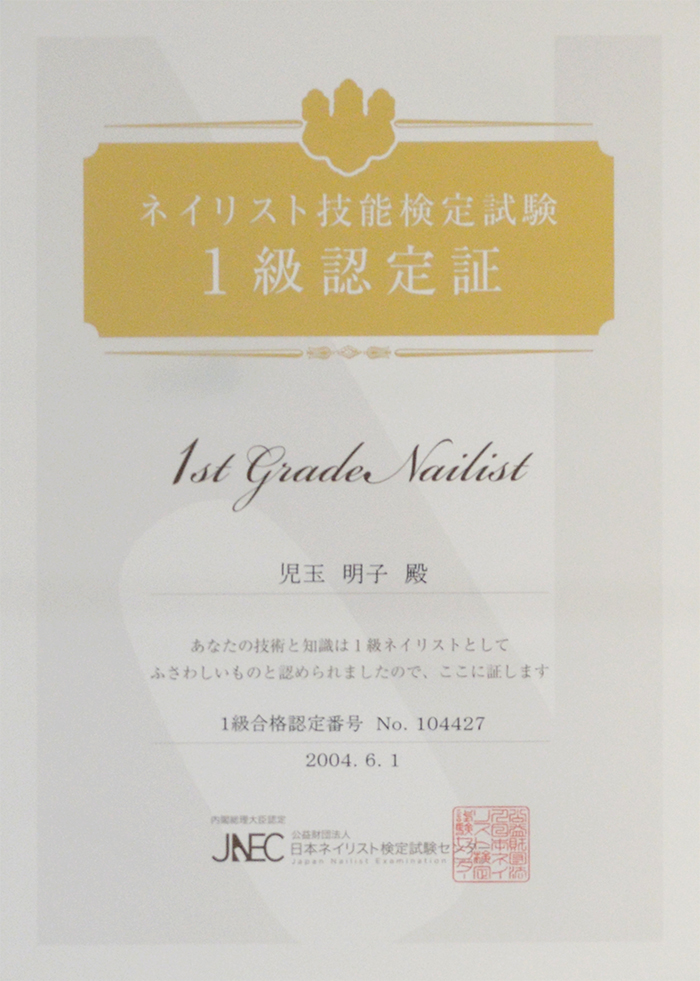 ネイリスト技能検定試験
1級認定証
1st Grade Nailist
児玉 明子 殿
あなたの技術と知識は1級ネイリストとして
ふさわしいものと認められましたので、ここに証します
1級合格認定番号 No. 104427
2004. 6. 1
内閣総理大臣認定
JNEC
公益財団法人
日本ネイリスト検定試験センター
Japan Nailist Examination